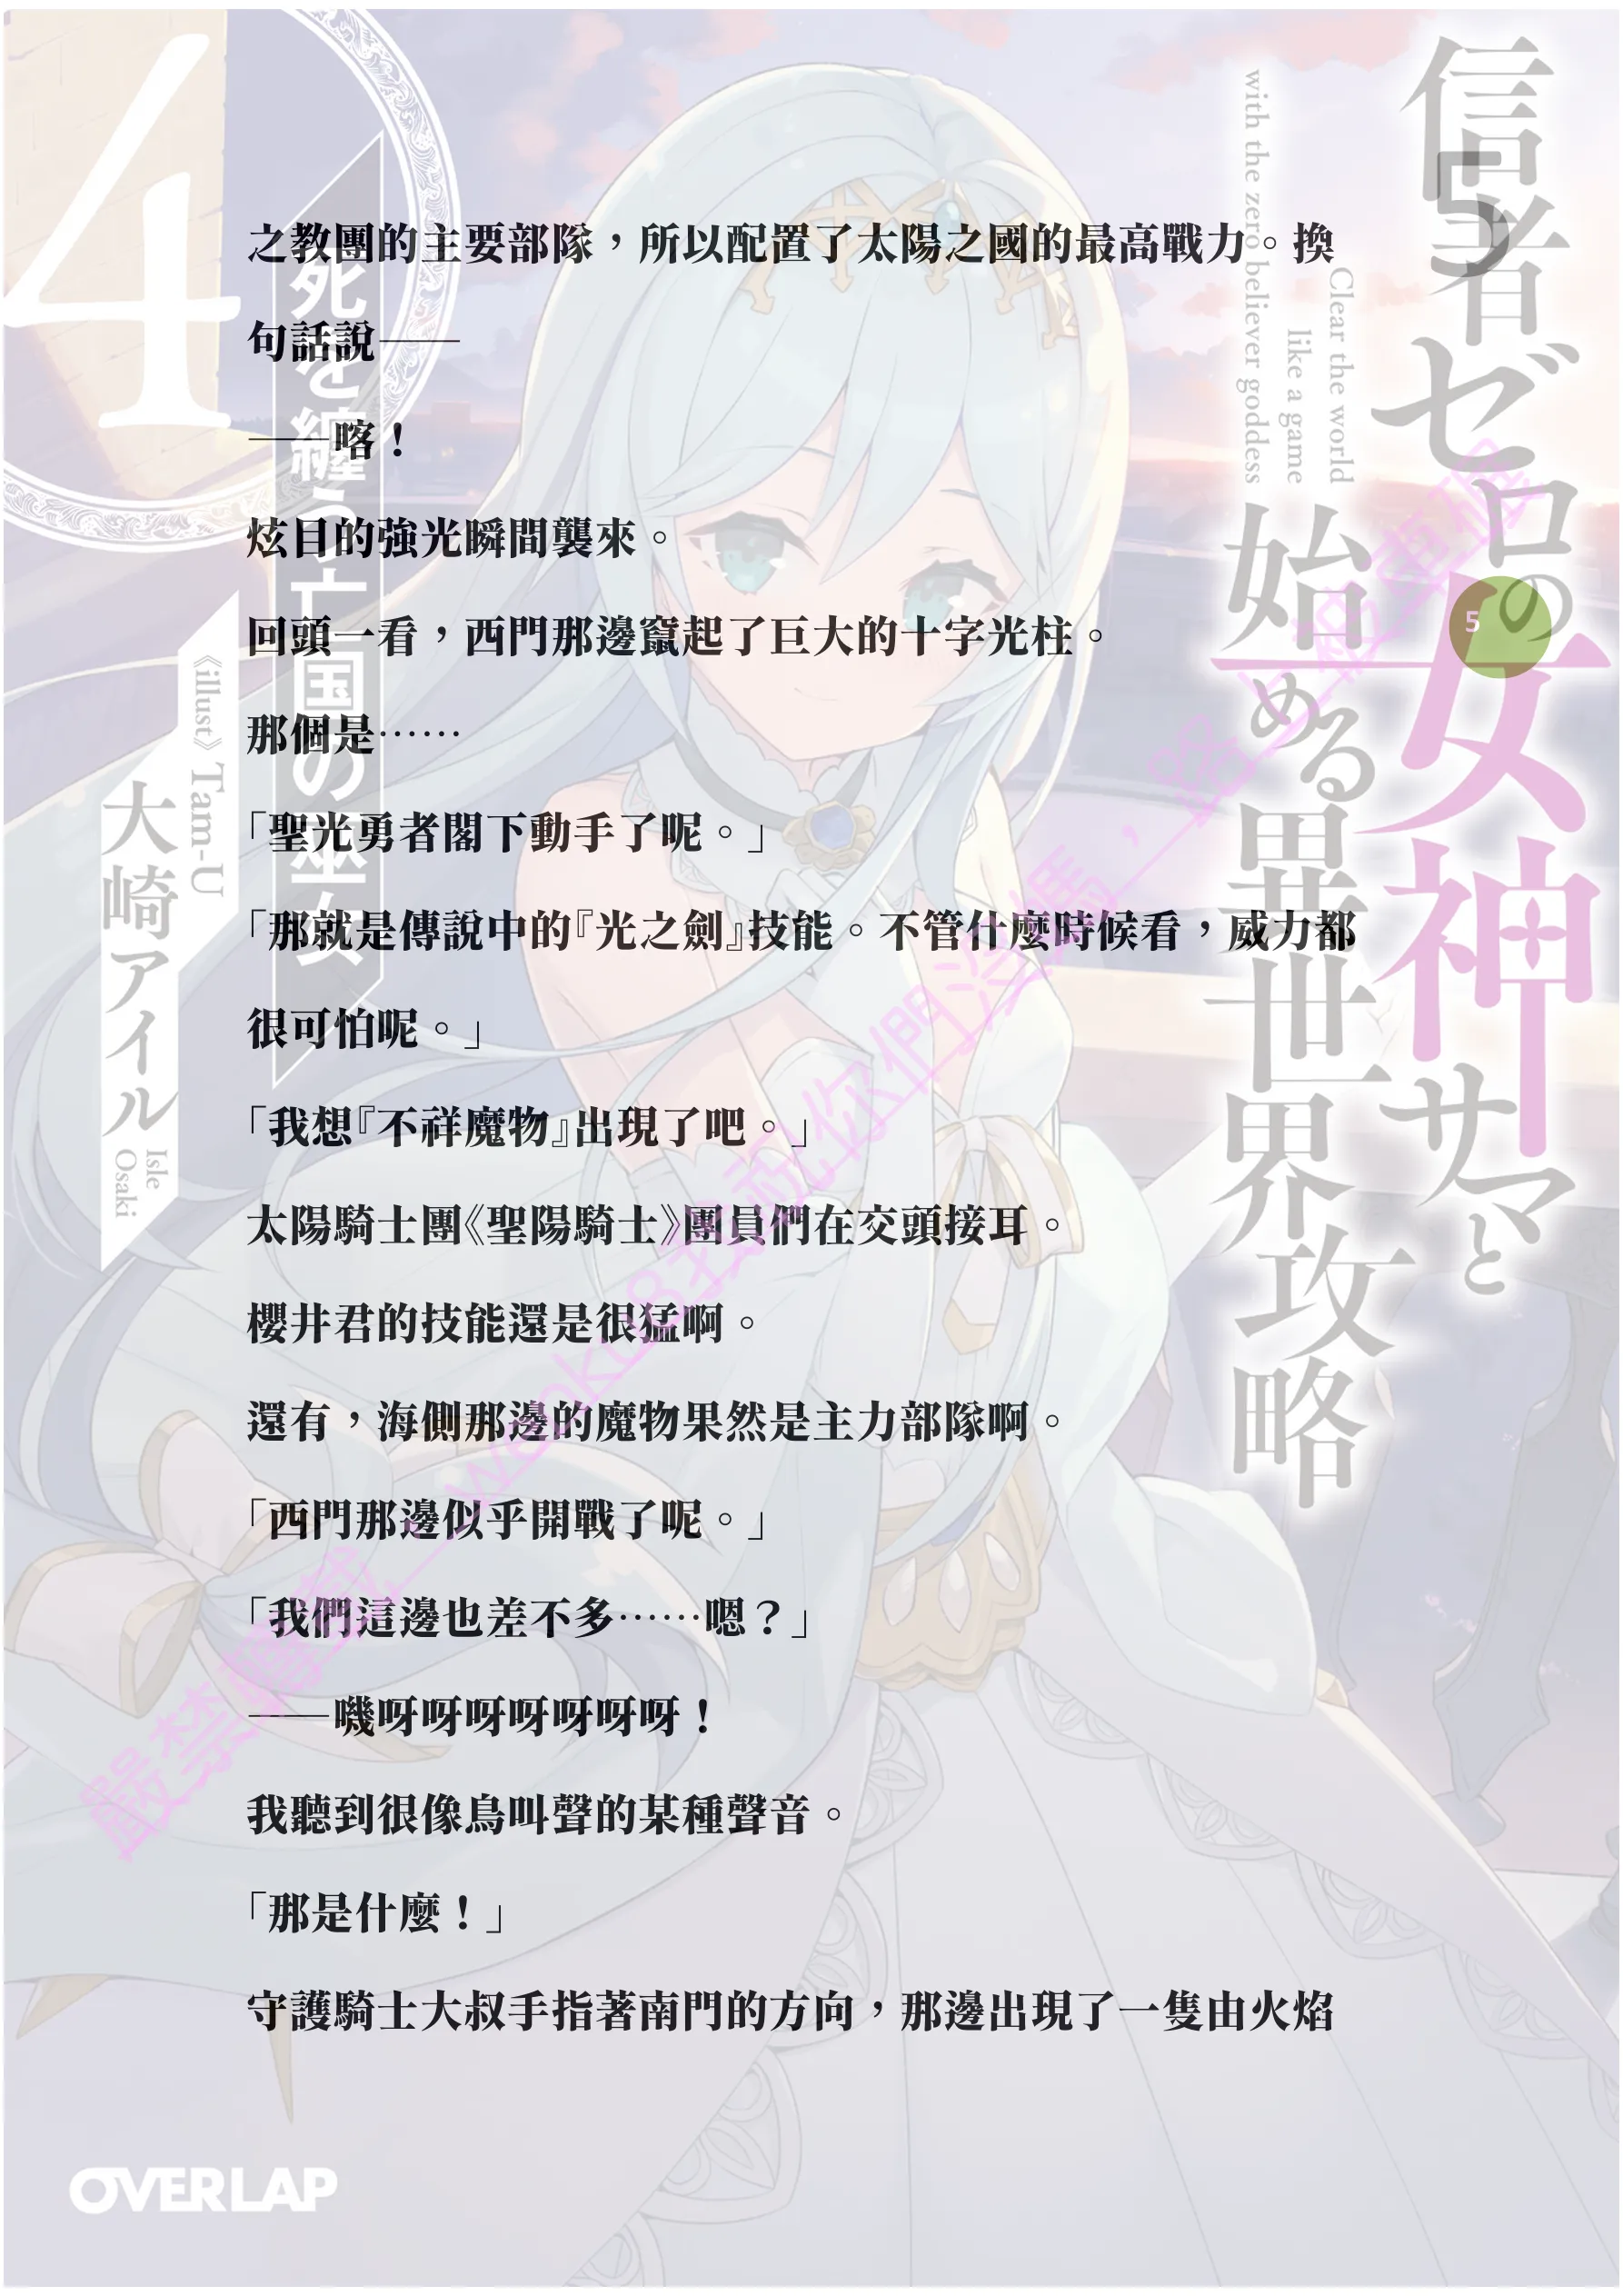 之教團的主要部隊，所以配置了太陽之國的最高戰力。換
句話說——
——喀！
炫目的強光瞬間襲來。
回頭一看，西門那邊竄起了巨大的十字光柱。
那個是……
「聖光勇者閣下動手了呢。」
「那就是傳說中的『光之劍』技能。不管什麼時候看，威力都
很可怕呢。」
「我想『不祥魔物』出現了吧。」
太陽騎士團《聖陽騎士》團員們在交頭接耳。
櫻井君的技能還是很猛啊。
還有，海側那邊的魔物果然是主力部隊啊。
「西門那邊似乎開戰了呢。」
「我們這邊也差不多……嗯？」
——嘰呀呀呀呀呀呀呀！
我聽到很像鳥叫聲的某種聲音。
「那是什麼！」
守護騎士大叔手指著南門的方向，那邊出現了一隻由火焰
信者ゼロの女神サマと
始める異世界攻略
Clear the world
like a game
with the zero believer goddess
5
5
4
死を纏う亡国の巫女
《illust》Tam-U
大崎アイル
Isle
Osaki
OVERLAP